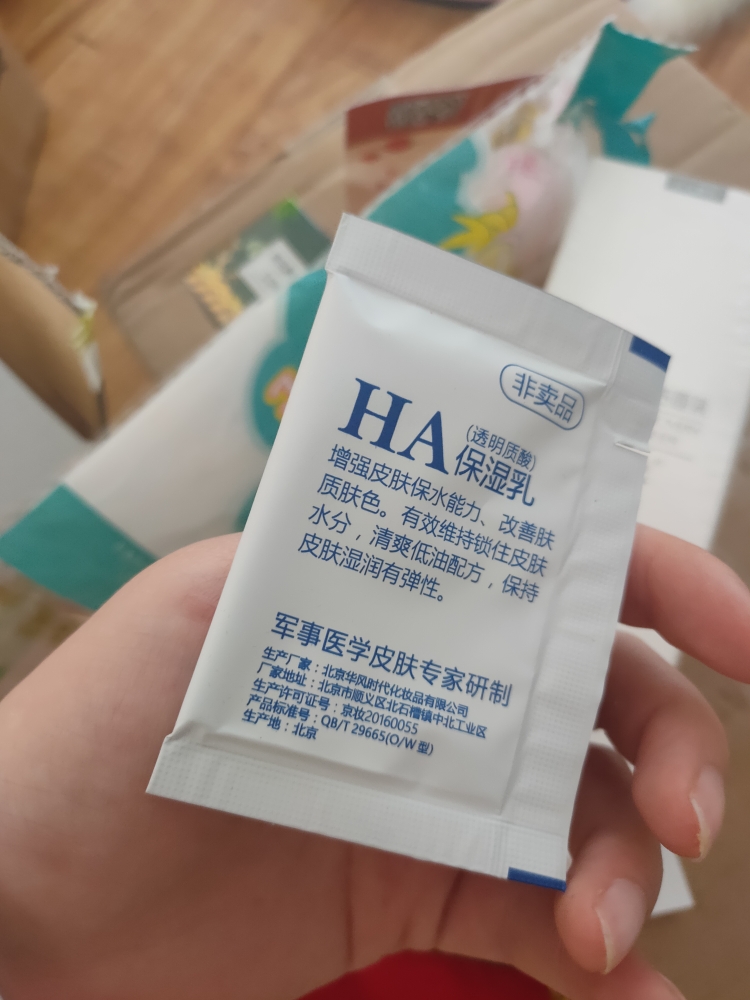 非卖品
HA (透明质酸)
保湿乳
增强皮肤保水能力、改善肤
质肤色。有效维持锁住皮肤
水分，清爽低油配方，保持
皮肤湿润有弹性。
军事医学皮肤专家研制
生产厂家：北京华风时代化妆品有限公司
厂家地址：北京市顺义区北石槽镇中北工业区
生产许可证号：京妆20160055
产品标准号：QB/T 29665(O/W型)
生产地：北京